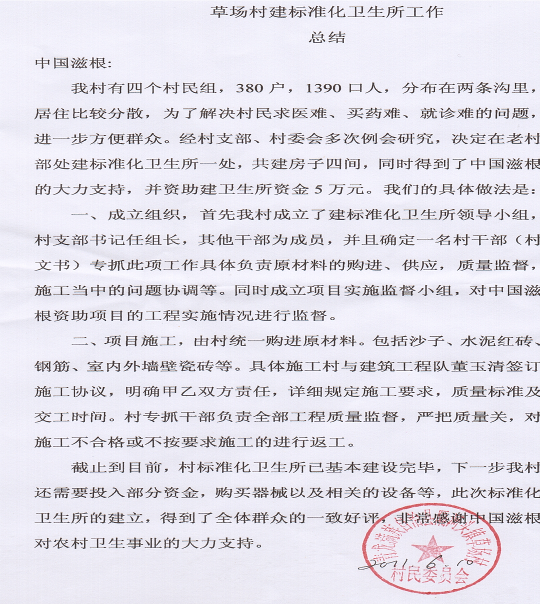 草场村建标准化卫生所工作
总结
中国滋根:
我村有四个村民组，380 户，1390 口人，分布在两条沟里，
居住比较分散，为了解决村民求医难、买药难、就诊难的问题，
进一步方便群众。经村支部、村委会多次例会研究，决定在老村
部处建标准化卫生所一处，共建房子四间，同时得到了中国滋根
的大力支持，并资助建卫生所资金 5 万元。我们的具体做法是：
一、成立组织，首先我村成立了建标准化卫生所领导小组，
村支部书记任组长，其他干部为成员，并且确定一名村干部（村
文书）专抓此项工作具体负责原材料的购进、供应，质量监督，
施工当中的问题协调等。同时成立项目实施监督小组，对中国滋
根资助项目的工程实施情况进行监督。
二、项目施工，由村统一购进原材料。包括沙子、水泥红砖、
钢筋、室内外墙壁瓷砖等。具体施工村与建筑工程队董玉清签订
施工协议，明确甲乙双方责任，详细规定施工要求，质量标准及
交工时间。村专抓干部负责全部工程质量监督，严把质量关，对
施工不合格或不按要求施工的进行返工。
截止到目前，村标准化卫生所已基本建设完毕，下一步我村
还需要投入部分资金，购买器械以及相关的设备等，此次标准化
卫生所的建立，得到了全体群众的一致好评，非常感谢中国滋根
对农村卫生事业的大力支持。
2011.6.10
村民委员会